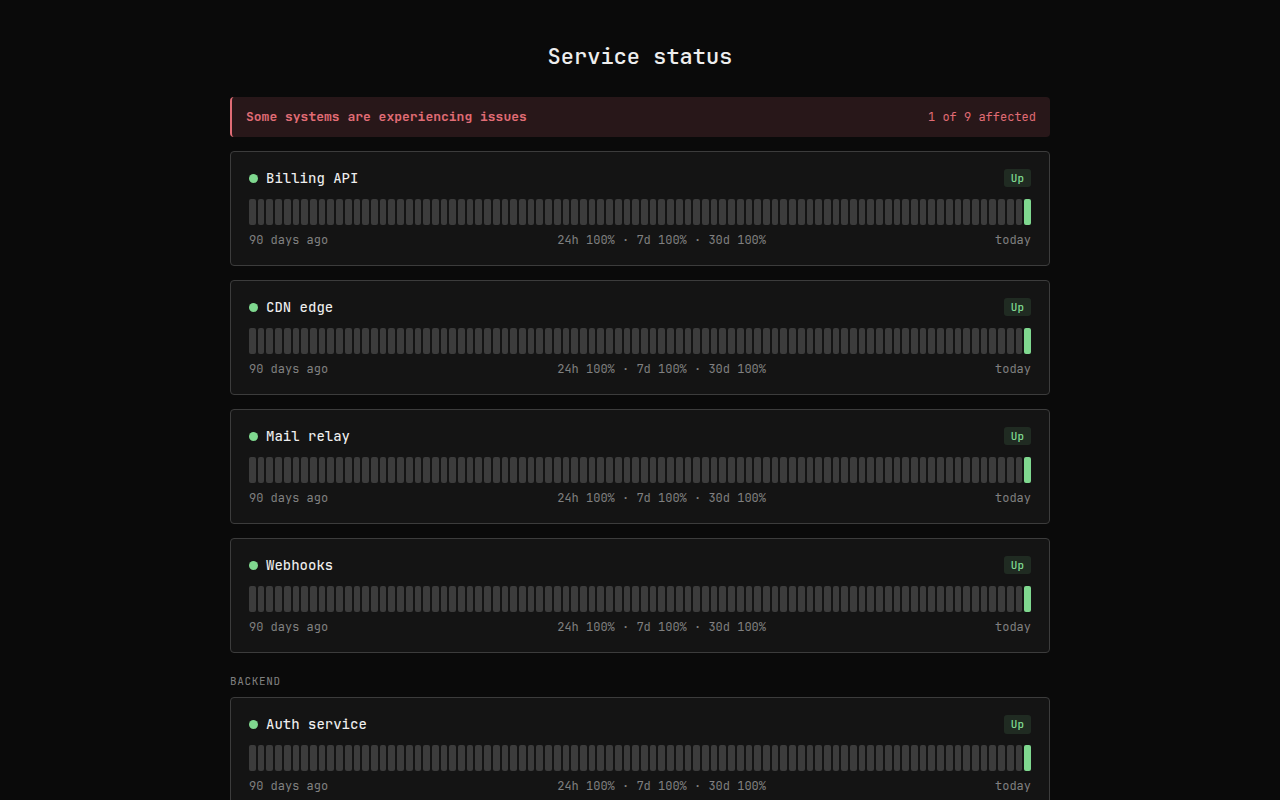 Service status
Some systems are experiencing issues 1 of 9 affected
Billing API Up
90 days ago 24h 100% · 7d 100% · 30d 100% today
CDN edge Up
90 days ago 24h 100% · 7d 100% · 30d 100% today
Mail relay Up
90 days ago 24h 100% · 7d 100% · 30d 100% today
Webhooks Up
90 days ago 24h 100% · 7d 100% · 30d 100% today
BACKEND
Auth service Up
90 days ago 24h 100% · 7d 100% · 30d 100% today